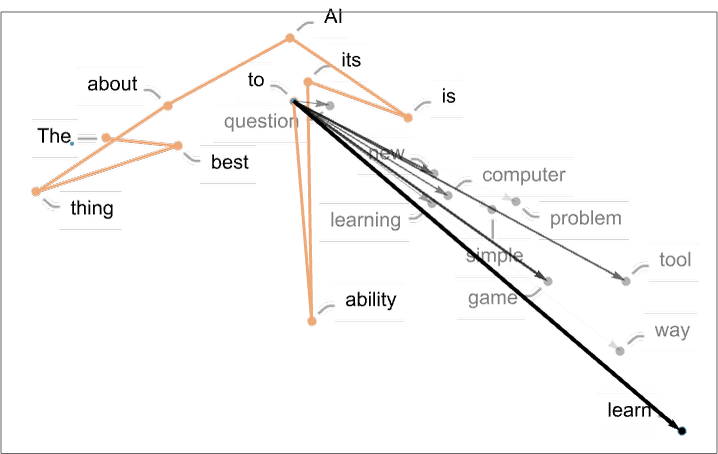 AI
its
about
to
is
question
The
new
best
computer
thing
learning
problem
simple
tool
game
ability
way
learn